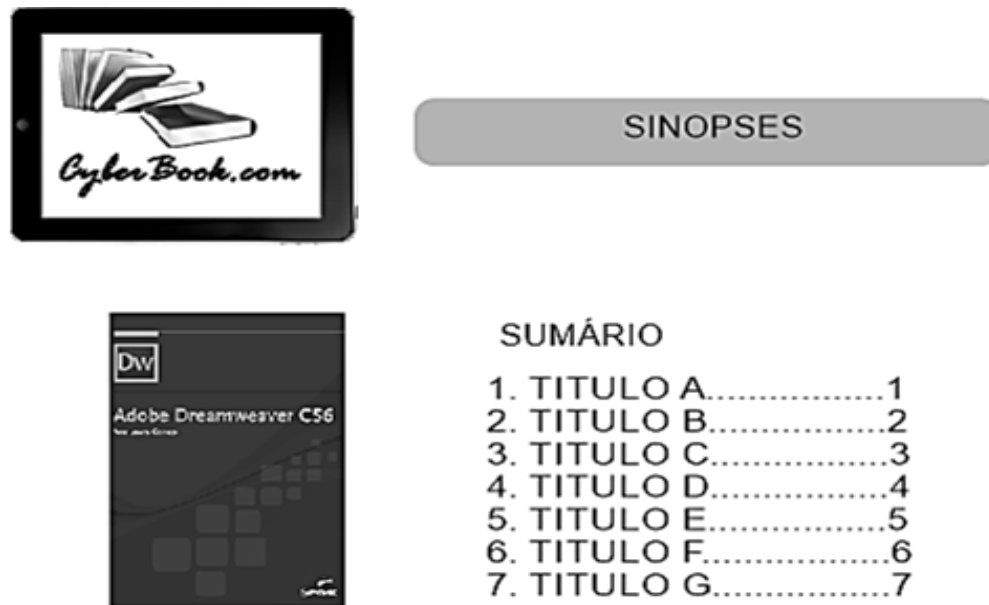 CyberBook.com
SINOPSES
Dw
Adobe Dreamweaver CS6
SUMÁRIO
1. TITULO A.................1
2. TITULO B.................2
3. TITULO C.................3
4. TITULO D.................4
5. TITULO E.................5
6. TITULO F.................6
7. TITULO G.................7